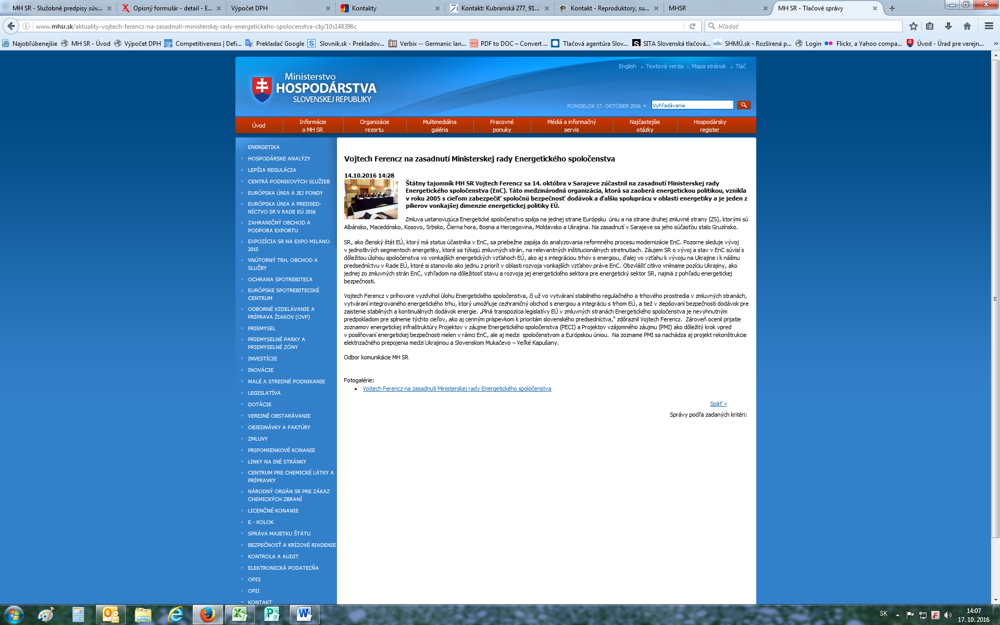 MH SR - Služobné predpisy súv...
Opisný formulár - detail - E...
Výpočet DPH
Kontakty
Kontakt: Kubranská 277, 91...
Kontakt - Reproduktory, su...
MHSR
MH SR - Tlačové správy
www.mhsr.sk/aktuality-vojtech-ferencz-na-zasadnuti-ministerskej-rady-energetickeho-spolocenstva-cbj/10s148396c
Hľadať
Najobľúbenejšie
MH SR - Úvod
Výpočet DPH
Competitiveness | Defi...
Prekladač Google
Slovnik.sk - Prekladov...
Verbix -- Germanic lan...
PDF to DOC – Convert ...
Tlačová agentúra Slov...
SITA Slovenská tlačová...
SHMÚ.sk - Rozšírená p...
Login
Flickr, a Yahoo compa...
Úvod - Úrad pre verejn...
English
Textová verzia
Mapa stránok
Tlač
Ministerstvo
HOSPODÁRSTVA
SLOVENSKEJ REPUBLIKY
PONDELOK 17. OKTÓBER 2016
Vyhľadávanie
Úvod
Informácie
o MH SR
Organizácie
rezortu
Multimediálna
galéria
Pracovné
ponuky
Médiá a informačný
servis
Najčastejšie
otázky
Hospodársky
register
ENERGETIKA
HOSPODÁRSKE ANALÝZY
LEPŠIA REGULÁCIA
CENTRÁ PODNIKOVÝCH SLUŽIEB
EURÓPSKA ÚNIA A JEJ FONDY
EURÓPSKA ÚNIA A PREDSED-
NÍCTVO SR V RADE EÚ 2016
ZAHRANIČNÝ OBCHOD A
PODPORA EXPORTU
EXPOZÍCIA SR NA EXPO MILANO
2015
VNÚTORNÝ TRH, OBCHOD A
SLUŽBY
OCHRANA SPOTREBITEĽA
EURÓPSKE SPOTREBITEĽSKÉ
CENTRUM
ODBORNÉ VZDELÁVANIE A
PRÍPRAVA ŽIAKOV (OVP)
PRIEMYSEL
PRIEMYSELNÉ PARKY A
PRIEMYSELNÉ ZÓNY
INVESTÍCIE
INOVÁCIE
MALÉ A STREDNÉ PODNIKANIE
LEGISLATÍVA
DOTÁCIE
VEREJNÉ OBSTARÁVANIE
OBJEDNÁVKY A FAKTÚRY
ZMLUVY
PRIPOMIENKOVÉ KONANIE
LINKY NA INÉ STRÁNKY
CENTRUM PRE CHEMICKÉ LÁTKY A
PRÍPRAVKY
NÁRODNÝ ORGÁN SR PRE ZÁKAZ
CHEMICKÝCH ZBRANÍ
LICENČNÉ KONANIE
E - KOLOK
SPRÁVA MAJETKU ŠTÁTU
BEZPEČNOSŤ A KRÍZOVÉ RIADENIE
KONTROLA A AUDIT
ELEKTRONICKÁ PODATEĽŇA
OPIS
OPII
KONTAKT
Vojtech Ferencz na zasadnutí Ministerskej rady Energetického spoločenstva
14.10.2016 14:28
Štátny tajomník MH SR Vojtech Ferencz sa 14. októbra v Sarajeve zúčastnil na zasadnutí Ministerskej rady
Energetického spoločenstva (EnC). Táto medzinárodná organizácia, ktorá sa zaoberá energetickou politikou, vznikla
v roku 2005 s cieľom zabezpečiť spoločnú bezpečnosť dodávok a ďalšiu spoluprácu v oblasti energetiky a je jeden z
pilierov vonkajšej dimenzie energetickej politiky EÚ.
Zmluva ustanovujúca Energetické spoločenstvo spája na jednej strane Európsku úniu a na strane druhej zmluvné strany (ZS), ktorými sú
Albánsko, Macedónsko, Kosovo, Srbsko, Čierna hora, Bosna a Hercegovina, Moldavsko a Ukrajina. Na zasadnutí v Sarajeve sa jeho súčasťou stalo Gruzínsko.
SR, ako členský štát EÚ, ktorý má status účastníka v EnC, sa priebežne zapája do analyzovania reformného procesu modernizácie EnC. Pozorne sleduje vývoj
v jednotlivých segmentoch energetiky, ktoré sa týkajú zmluvných strán, na relevantných inštitucionálnych stretnutiach. Záujem SR o vývoj a stav v EnC súvisí s
dôležitou úlohou spoločenstva vo vonkajších energetických vzťahoch EÚ, ako aj s integráciou trhov s energiou, ďalej vo vzťahu k vývoju na Ukrajine i k nášmu
predsedníctvu v Rade EÚ, ktoré si stanovilo ako jednu z priorít v oblasti rozvoja vonkajších vzťahov práve EnC. Obzvlášť citlivo vnímame pozíciu Ukrajiny, ako
jednej zo zmluvných strán EnC, vzhľadom na dôležitosť stavu a rozvoja jej energetického sektora pre energetický sektor SR, najmä z pohľadu energetickej
bezpečnosti.
Vojtech Ferencz v príhovore vyzdvihol úlohu Energetického spoločenstva, či už vo vytváraní stabilného regulačného a trhového prostredia v zmluvných stranách,
vytváraní integrovaného energetického trhu, ktorý umožňuje cezhraničný obchod s energiou a integráciu s trhom EÚ, a tiež v zlepšovaní bezpečnosti dodávok pre
zaistenie stabilných a kontinuálnych dodávok energie. „Plná transpozícia legislatívy EÚ v zmluvných stranách Energetického spoločenstva je nevyhnutným
predpokladom pre splnenie týchto cieľov, ako aj cenným príspevkom k prioritám slovenského predsedníctva,“ zdôraznil Vojtech Ferencz. Zároveň ocenil prijatie
zoznamov energetickej infraštruktúry Projektov v záujme Energetického spoločenstva (PECI) a Projektov vzájomného záujmu (PMI) ako dôležitý krok vpred
v posilňovaní energetickej bezpečnosti nielen v rámci EnC, ale aj medzi spoločenstvom a Európskou úniou. Na zozname PMI sa nachádza aj projekt rekonštrukcie
elektrizačného prepojenia medzi Ukrajinou a Slovenskom Mukačevo – Veľké Kapušany.
Odbor komunikácie MH SR
Fotogalérie:
Vojtech Ferencz na zasadnutí Ministerskej rady Energetického spoločenstva
Späť »
Správy podľa zadaných kritéri:
SK
14:07
17. 10. 2016